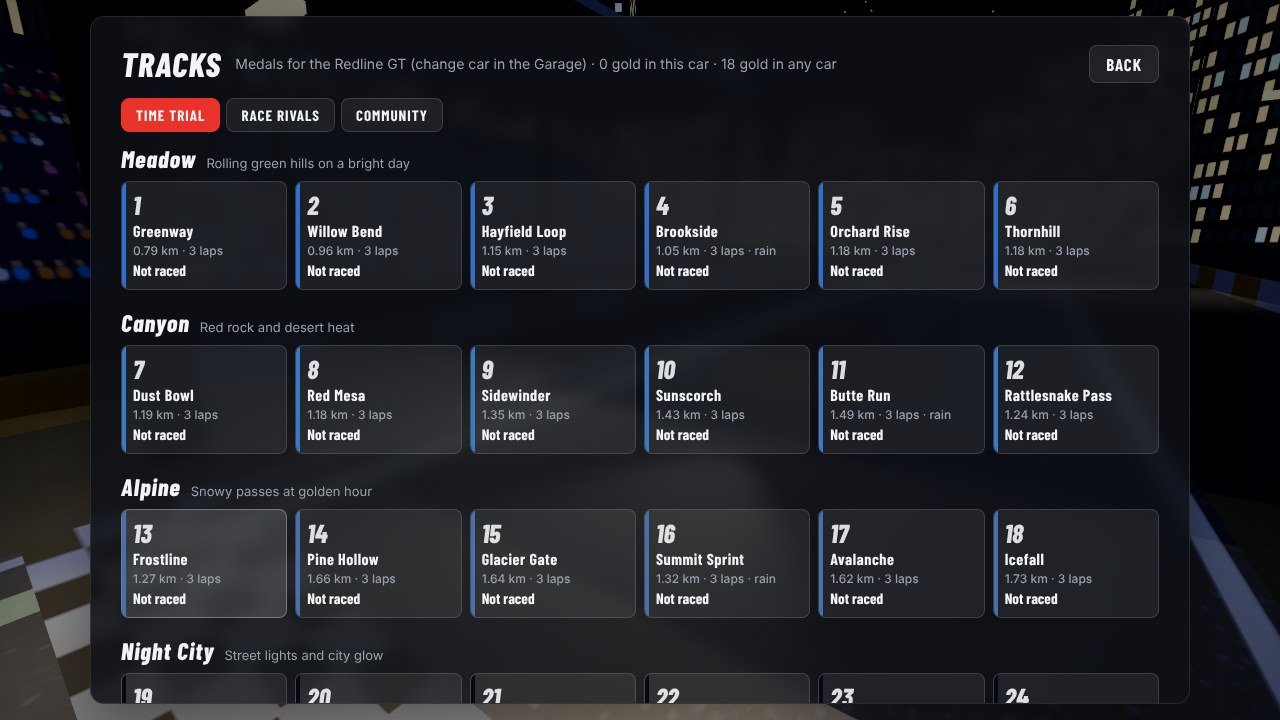 TRACKS Medals for the Redline GT (change car in the Garage) · 0 gold in this car · 18 gold in any car BACK
TIME TRIAL RACE RIVALS COMMUNITY
Meadow Rolling green hills on a bright day
1 2 3 4 5 6
Greenway Willow Bend Hayfield Loop Brookside Orchard Rise Thornhill
0.79 km · 3 laps 0.96 km · 3 laps 1.15 km · 3 laps 1.05 km · 3 laps · rain 1.18 km · 3 laps 1.18 km · 3 laps
Not raced Not raced Not raced Not raced Not raced Not raced
Canyon Red rock and desert heat
7 8 9 10 11 12
Dust Bowl Red Mesa Sidewinder Sunscorch Butte Run Rattlesnake Pass
1.19 km · 3 laps 1.18 km · 3 laps 1.35 km · 3 laps 1.43 km · 3 laps 1.49 km · 3 laps · rain 1.24 km · 3 laps
Not raced Not raced Not raced Not raced Not raced Not raced
Alpine Snowy passes at golden hour
13 14 15 16 17 18
Frostline Pine Hollow Glacier Gate Summit Sprint Avalanche Icefall
1.27 km · 3 laps 1.66 km · 3 laps 1.64 km · 3 laps 1.32 km · 3 laps · rain 1.62 km · 3 laps 1.73 km · 3 laps
Not raced Not raced Not raced Not raced Not raced Not raced
Night City Street lights and city glow
19 20 21 22 23 24